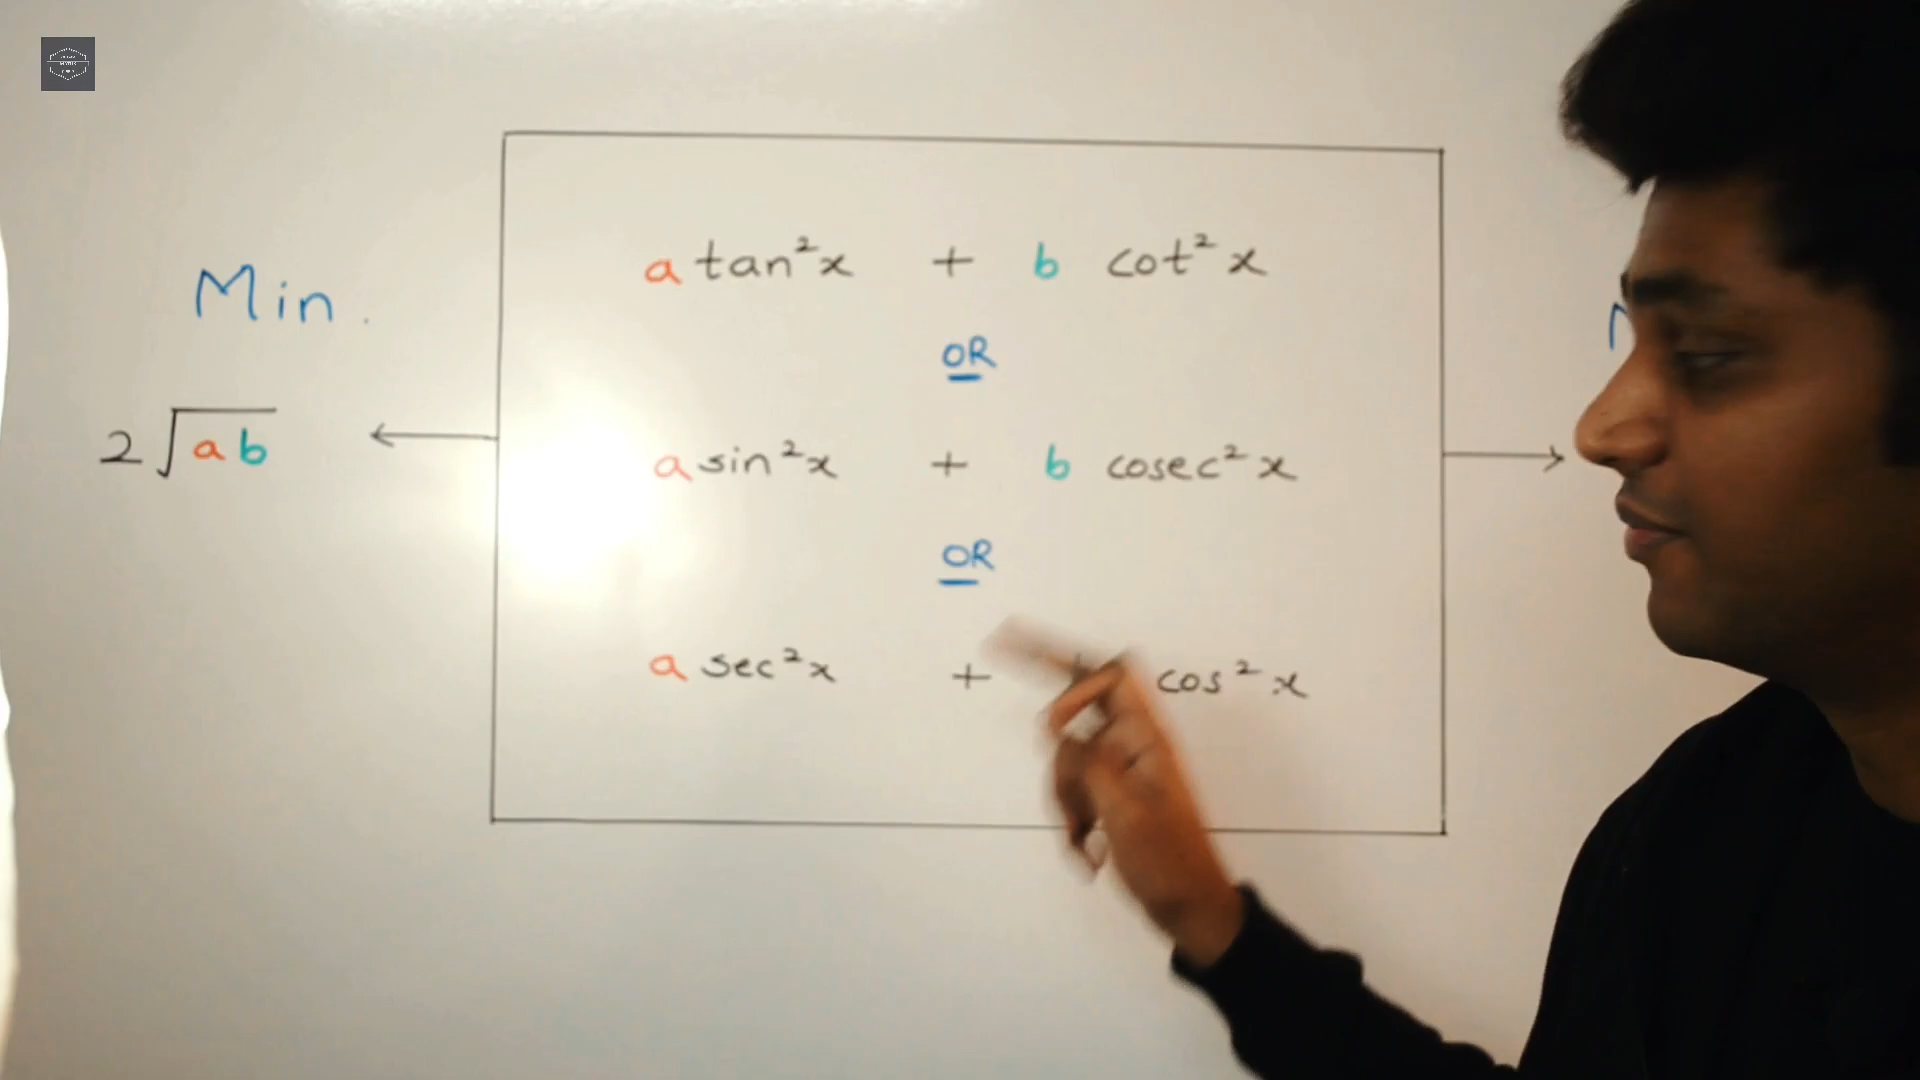 Min.
2√ab
a tan²x + b cot²x
OR
a sin²x + b cosec²x
OR
a sec²x + cos²x